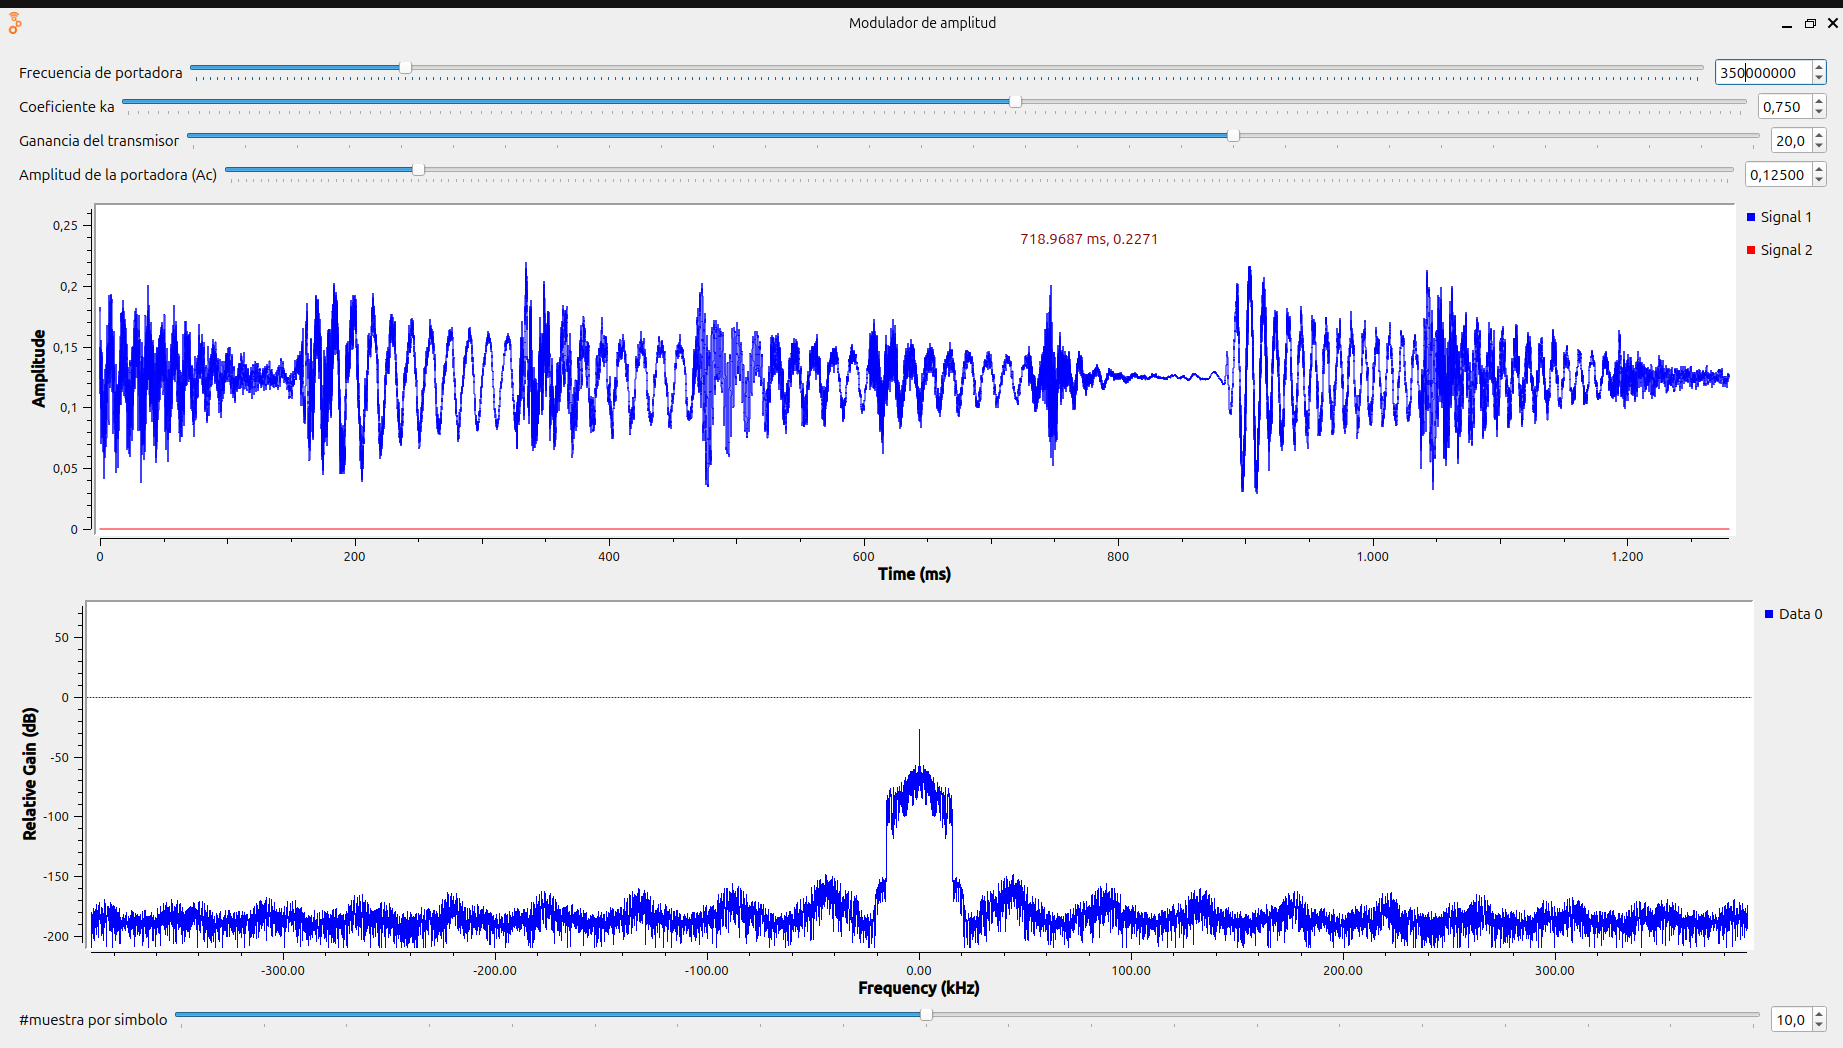 Modulador de amplitud
Frecuencia de portadora 350000000
Coeficiente ka 0,750
Ganancia del transmisor 20,0
Amplitud de la portadora (Ac) 0,12500
0,25
0,2
0,15
0,1
0,05
0
Amplitude
718.9687 ms, 0.2271
Signal 1
Signal 2
0 200 400 600 800 1.000 1.200
Time (ms)
50
0
-50
-100
-150
-200
Relative Gain (dB)
Data 0
-300.00 -200.00 -100.00 0.00 100.00 200.00 300.00
Frequency (kHz)
#muestra por simbolo 10,0